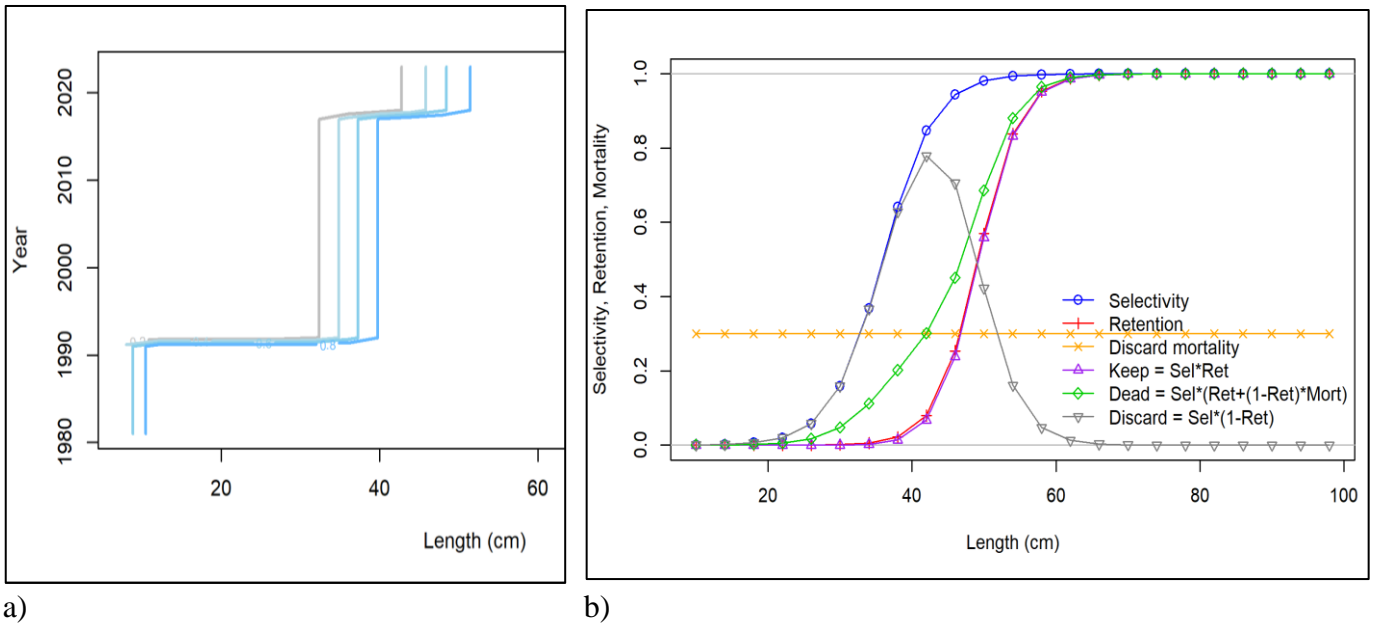 Year
2020
2010
2000
1990
1980
0.8
20
40
60
Length (cm)
a)
Selectivity, Retention, Mortality
1.0
0.8
0.6
0.4
0.2
0.0
Selectivity
Retention
Discard mortality
Keep = Sel*Ret
Dead = Sel*(Ret+(1-Ret)*Mort)
Discard = Sel*(1-Ret)
20
40
60
80
100
Length (cm)
b)